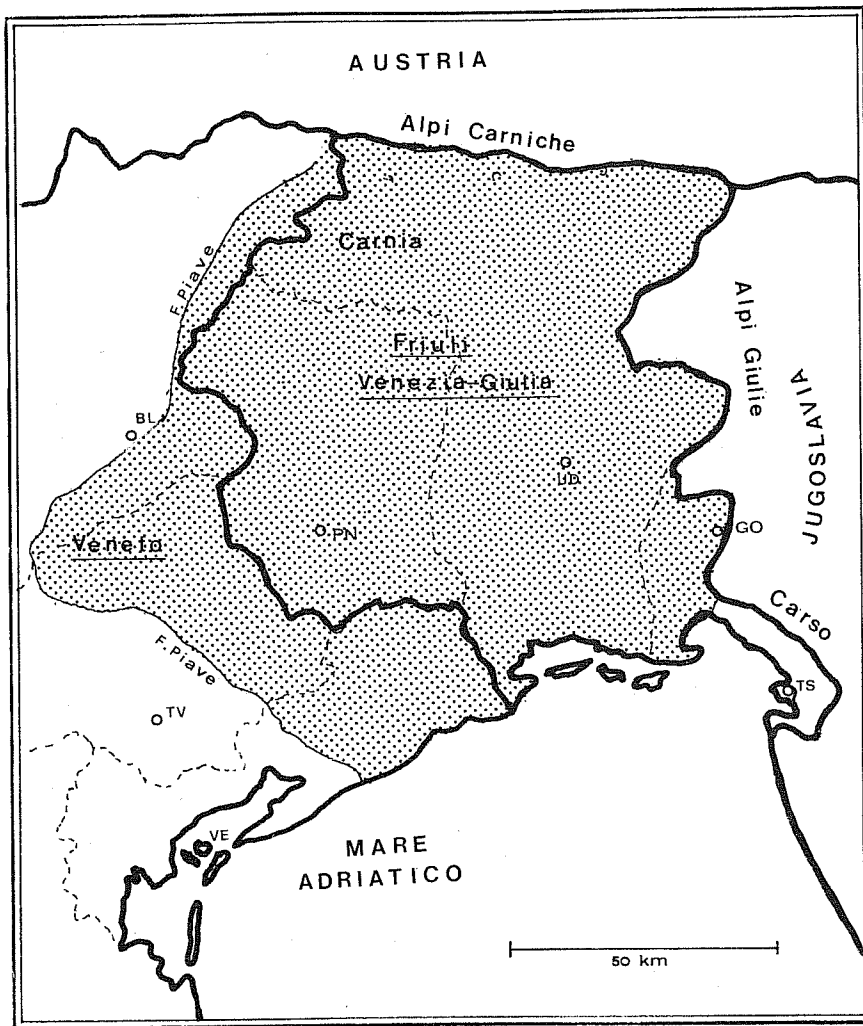 AUSTRIA
Alpi Carniche
Carnia
F. Piave
Friuli
Venezia-Giulia
Alpi Giulie
JUGOSLAVIA
BL
UD
PN
GO
Veneto
Carso
F. Piave
TS
TV
VE
MARE
ADRIATICO
50 km